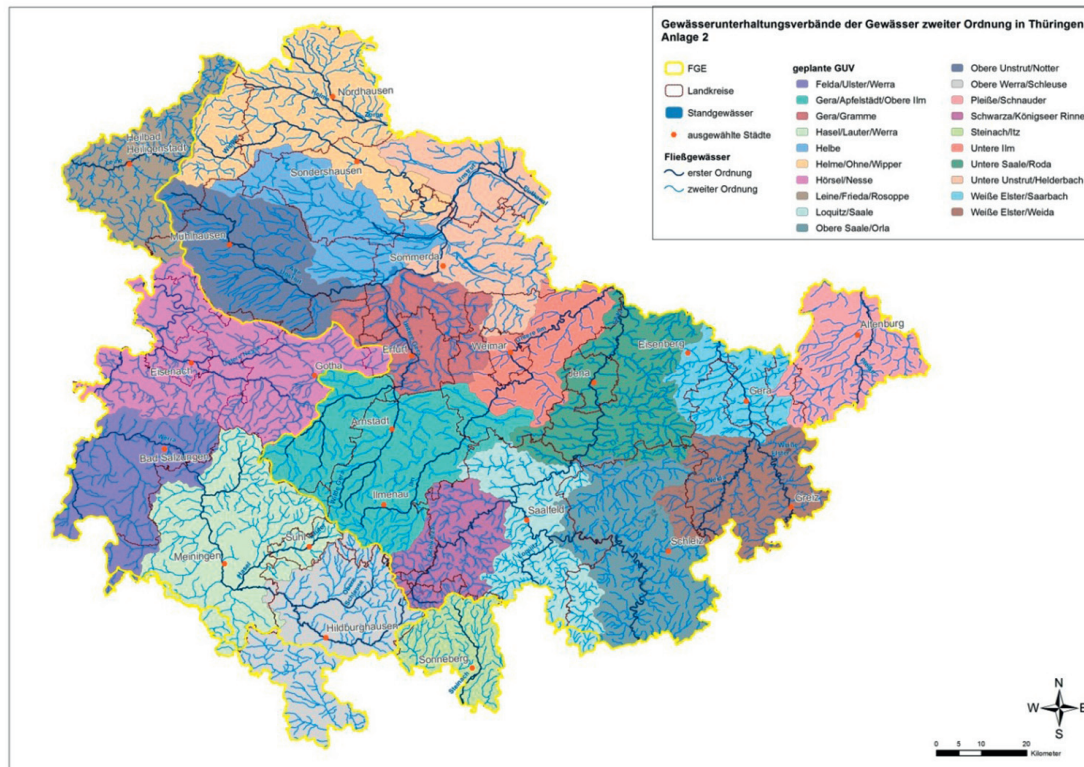 Gewässerunterhaltungsverbände der Gewässer zweiter Ordnung in Thüringen
Anlage 2
FGE
Landkreise
Standgewässer
ausgewählte Städte
Fließgewässer
erster Ordnung
zweiter Ordnung
geplante GUV
Felda/Ulster/Werra
Gera/Apfelstädt/Obere Ilm
Gera/Gramme
Hasel/Lauter/Werra
Helbe
Helme/Ohne/Wipper
Hörsel/Nesse
Leine/Frieda/Rosoppe
Loquitz/Saale
Obere Saale/Orla
Obere Unstrut/Notter
Obere Werra/Schleuse
Pleiße/Schnauder
Schwarza/Königseer Rinne
Steinach/Itz
Untere Ilm
Untere Saale/Roda
Untere Unstrut/Helderbach
Weiße Elster/Saarbach
Weiße Elster/Weida
Nordhausen
Heilbad
Heiligenstadt
Sondershausen
Mühlhausen
Sömmerda
Altenburg
Erfurt
Weimar
Eisenberg
Eisenach
Gotha
Jena
Gera
Arnstadt
Bad Salzungen
Ilmenau
Greiz
Saalfeld
Suhl
Schleiz
Meiningen
Hildburghausen
Sonneberg
Steinach
N
W
E
S
0 5 10 20
Kilometer